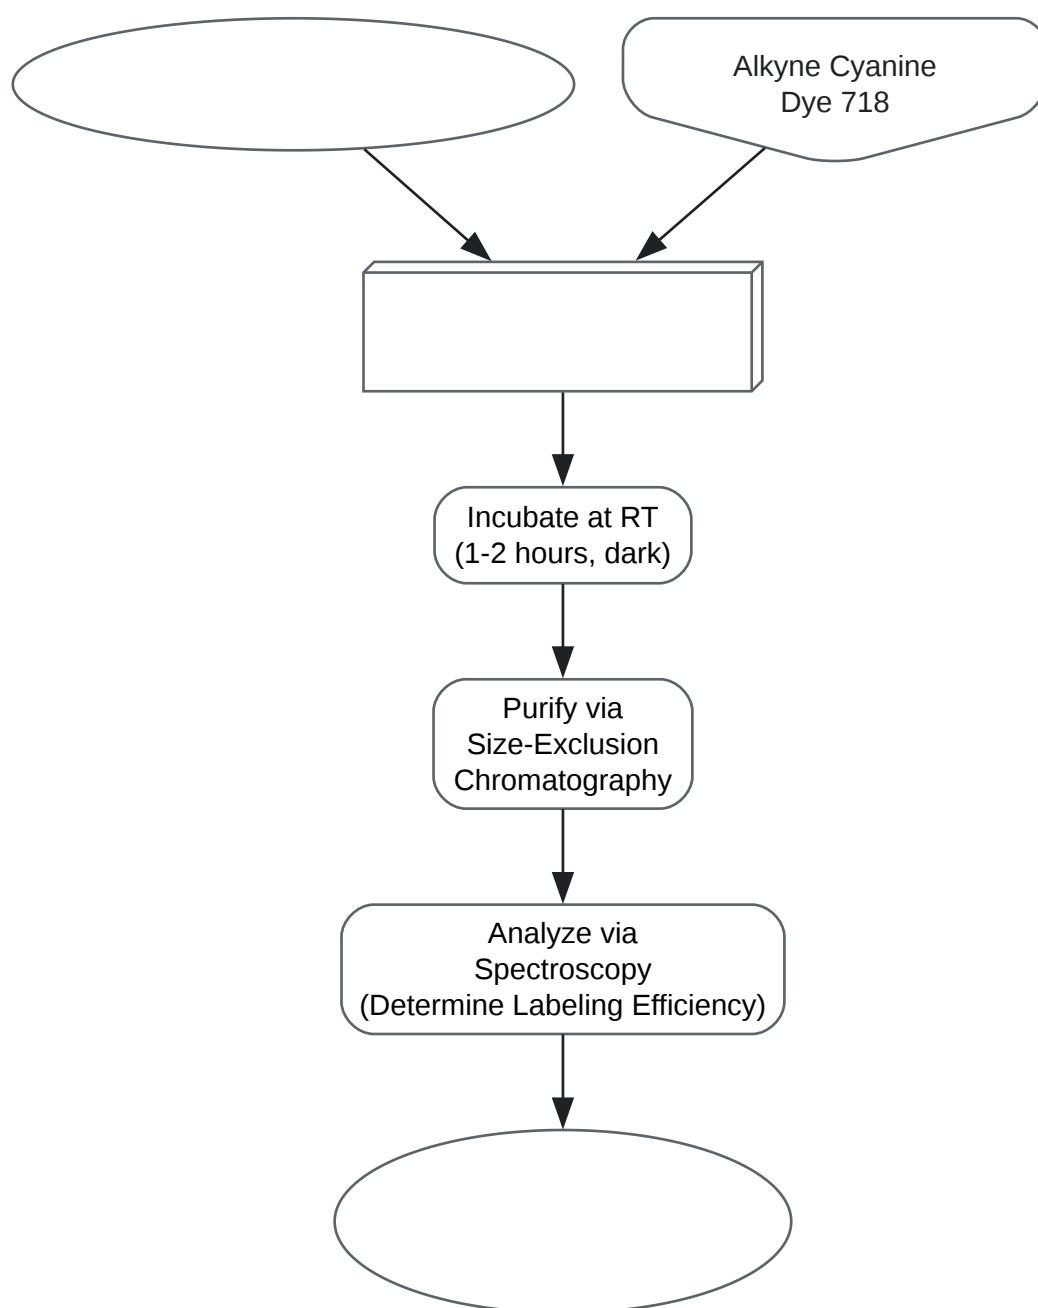 Alkyne Cyanine
Dye 718
Incubate at RT
(1-2 hours, dark)
Purify via
Size-Exclusion
Chromatography
Analyze via
Spectroscopy
(Determine Labeling Efficiency)